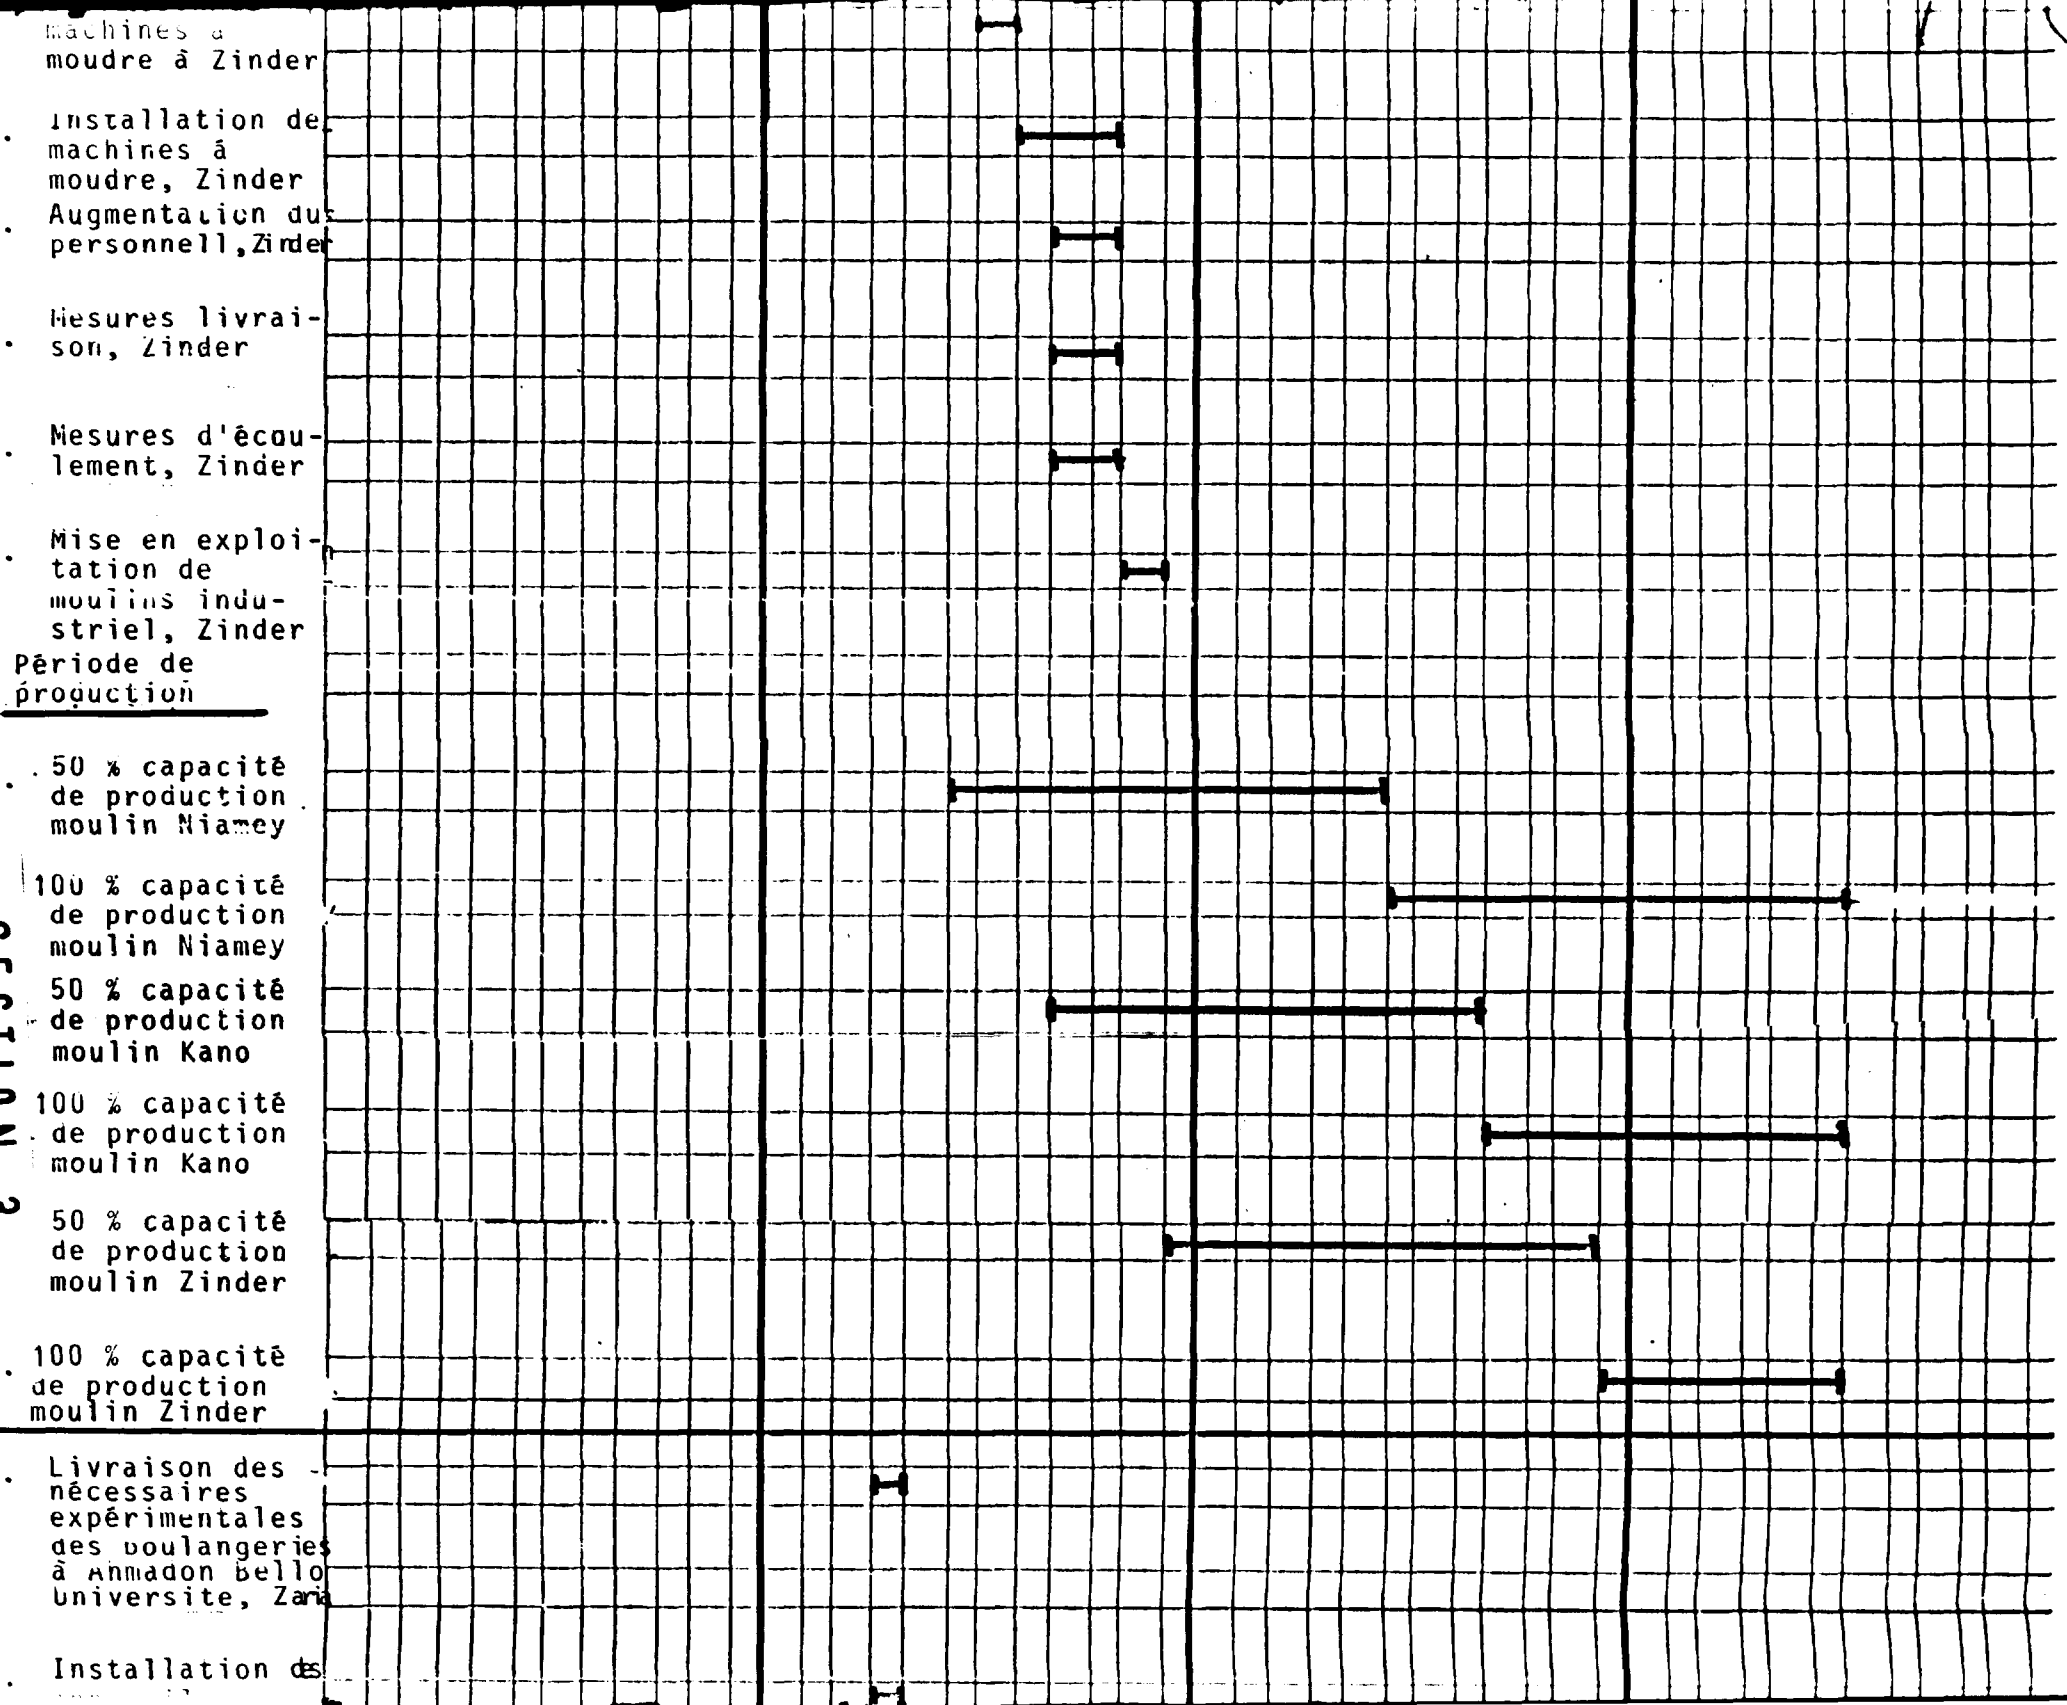 machines a
moudre à Zinder
Installation de
machines á
moudre, Zinder
Augmentation du
personnell, Zinder
Mesures livrai-
son, Zinder
Mesures d'écou-
lement, Zinder
Mise en exploi-
tation de
moulins indu-
striel, Zinder
Période de
production
50 % capacité
de production
moulin Niamey
100 % capacité
de production
moulin Niamey
50 % capacité
de production
moulin Kano
100 % capacité
de production
moulin Kano
50 % capacité
de production
moulin Zinder
100 % capacité
de production
moulin Zinder
Livraison des
nécessaires
expérimentales
des boulangeries
à Ahmadon Bello
Universite, Zaria
Installation des
SECTION 2